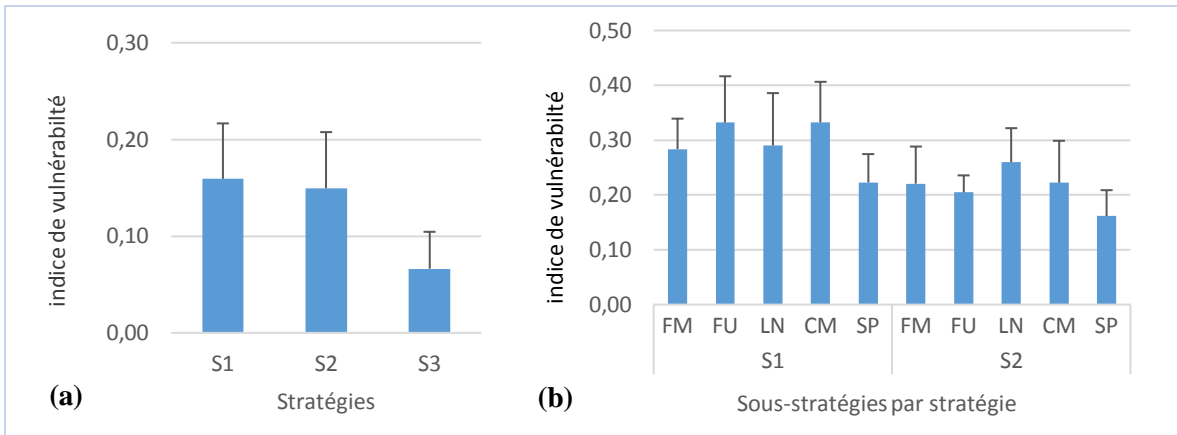 0,30
0,20
0,10
0,00
indice de vulnérabilté
S1 S2 S3
Stratégies
(a)
0,50
0,40
0,30
0,20
0,10
0,00
indice de vulnérabilté
FM FU LN CM SP FM FU LN CM SP
S1 S2
Sous-stratégies par stratégie
(b)